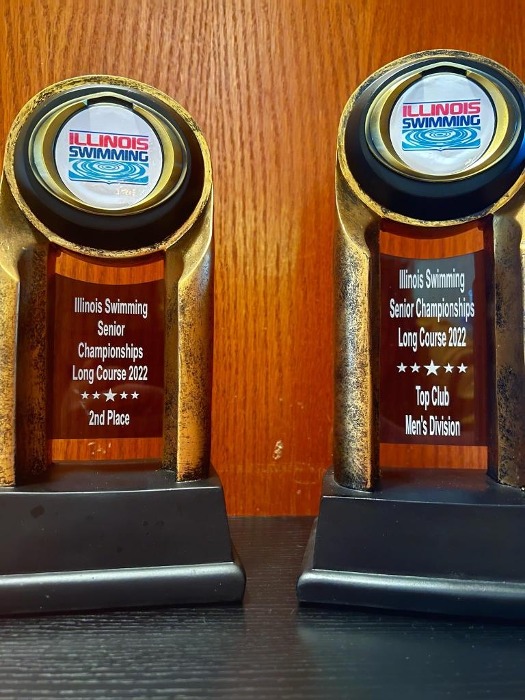 ILLINOIS
SWIMMING
Illinois Swimming
Senior
Championships
Long Course 2022
2nd Place
ILLINOIS
SWIMMING
Illinois Swimming
Senior Championships
Long Course 2022
Top Club
Men's Division